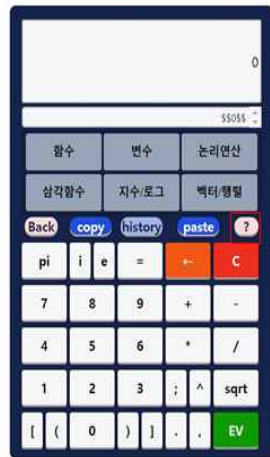 0
$$0$$
함수 변수 논리연산
삼각함수 지수/로그 벡터/행렬
Back copy history paste ?
pi i e = ← C
7 8 9 + -
4 5 6 * /
1 2 3 ; ^ sqrt
[ ( 0 ) ] . , EV